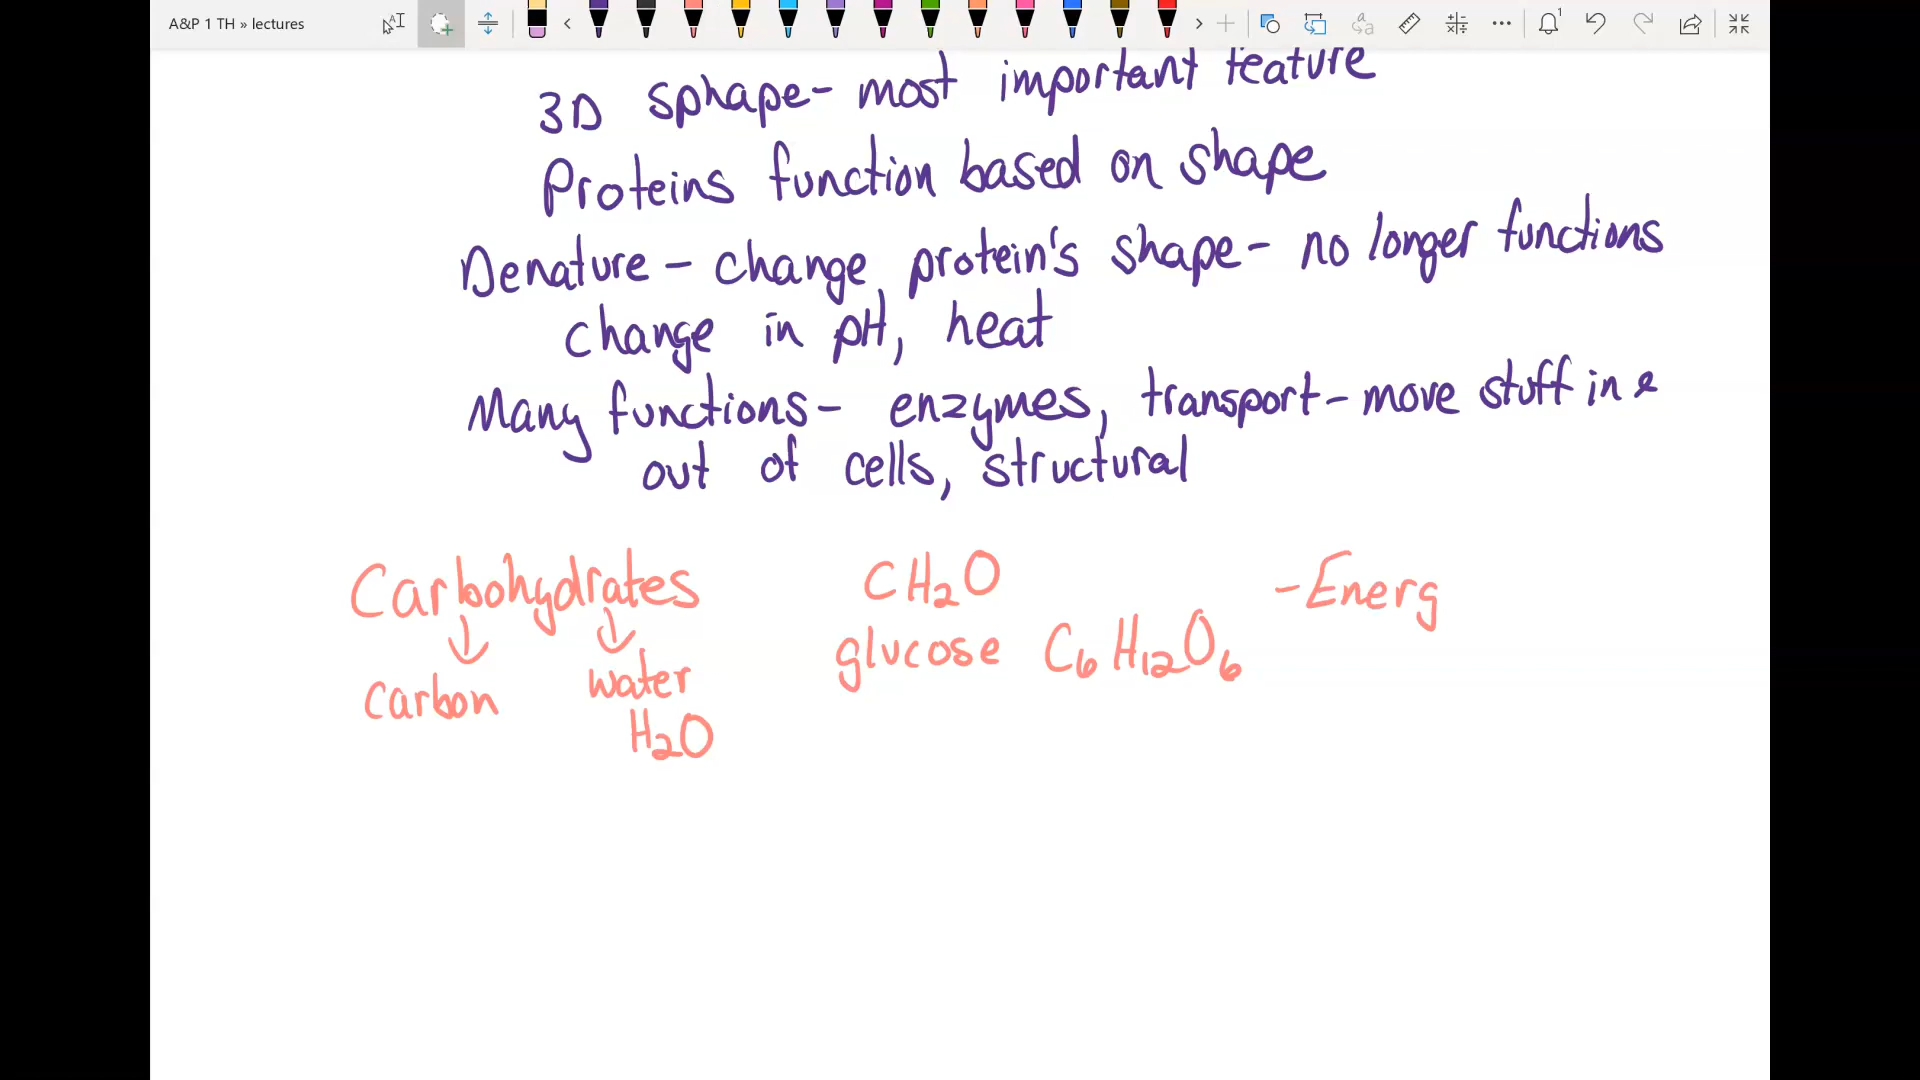 A&P 1 TH » lectures
3D sphape- most important feature
Proteins function based on shape
Denature - change protein's shape- no longer functions
change in pH, heat
Many functions- enzymes, transport- move stuff in &
out of cells, structural
Carbohydrates CH₂O -Energ
glucose C₆H₁₂O₆
carbon water
H₂O